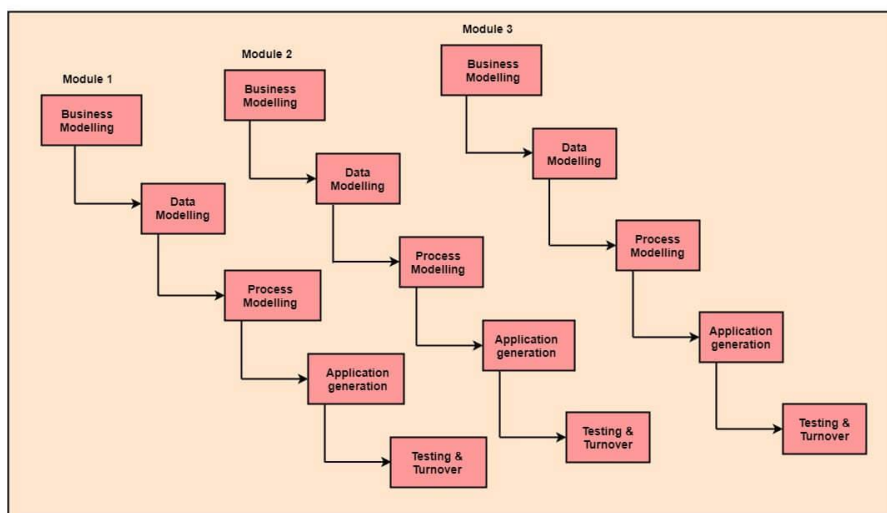 Module 1
Business
Modelling
Data
Modelling
Process
Modelling
Application
generation
Testing &
Turnover
Module 2
Business
Modelling
Data
Modelling
Process
Modelling
Application
generation
Testing &
Turnover
Module 3
Business
Modelling
Data
Modelling
Process
Modelling
Application
generation
Testing &
Turnover